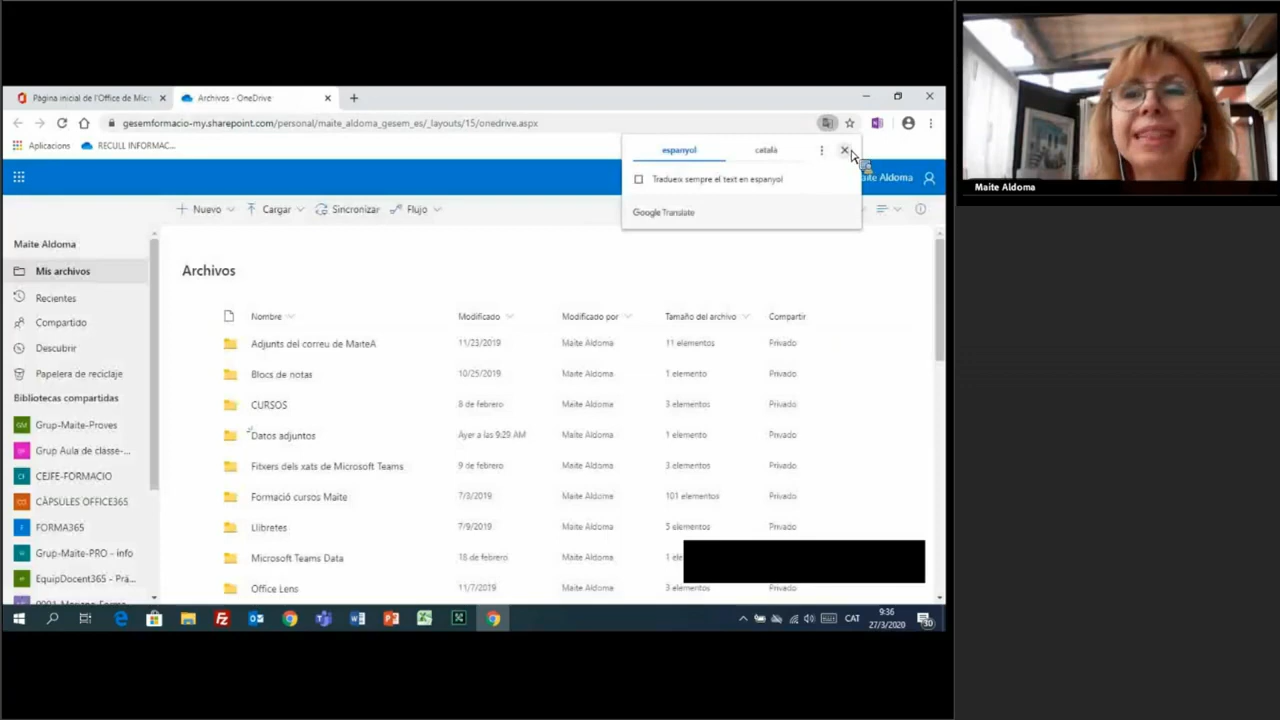 Pàgina inicial de l'Office de Micr...
Archivos - OneDrive
gesemformacio-my.sharepoint.com/personal/maite_aldoma_gesem_es/_layouts/15/onedrive.aspx
Aplicacions
RECULL INFORMAC...
espanyol
català
Tradueix sempre el text en espanyol
Google Translate
aite Aldoma
Nuevo
Cargar
Sincronizar
Flujo
Maite Aldoma
Mis archivos
Recientes
Compartido
Descubrir
Papelera de reciclaje
Bibliotecas compartidas
GM Grup-Maite-Proves
Grup Aula de classe-...
CEJFE-FORMACIO
CÀPSULES OFFICE365
FORMA365
Grup-Maite-PRO - info
EquipDocent365 - Prà...
Archivos
Nombre Modificado Modificado por Tamaño del archivo Compartir
Adjunts del correu de MaiteA 11/23/2019 Maite Aldoma 11 elementos Privado
Blocs de notas 10/25/2019 Maite Aldoma 1 elemento Privado
CURSOS 8 de febrero Maite Aldoma 3 elementos Privado
Datos adjuntos Ayer a las 9:29 AM Maite Aldoma 1 elemento Privado
Fitxers dels xats de Microsoft Teams 9 de febrero Maite Aldoma 3 elementos Privado
Formació cursos Maite 7/3/2019 Maite Aldoma 101 elementos Privado
Llibretes 7/9/2019 Maite Aldoma 5 elementos Privado
Microsoft Teams Data 18 de febrero Maite Aldoma 1 ele
Office Lens 11/7/2019 Maite Aldoma 3 elementos Privado
CAT
9:36
27/3/2020
30
Maite Aldoma